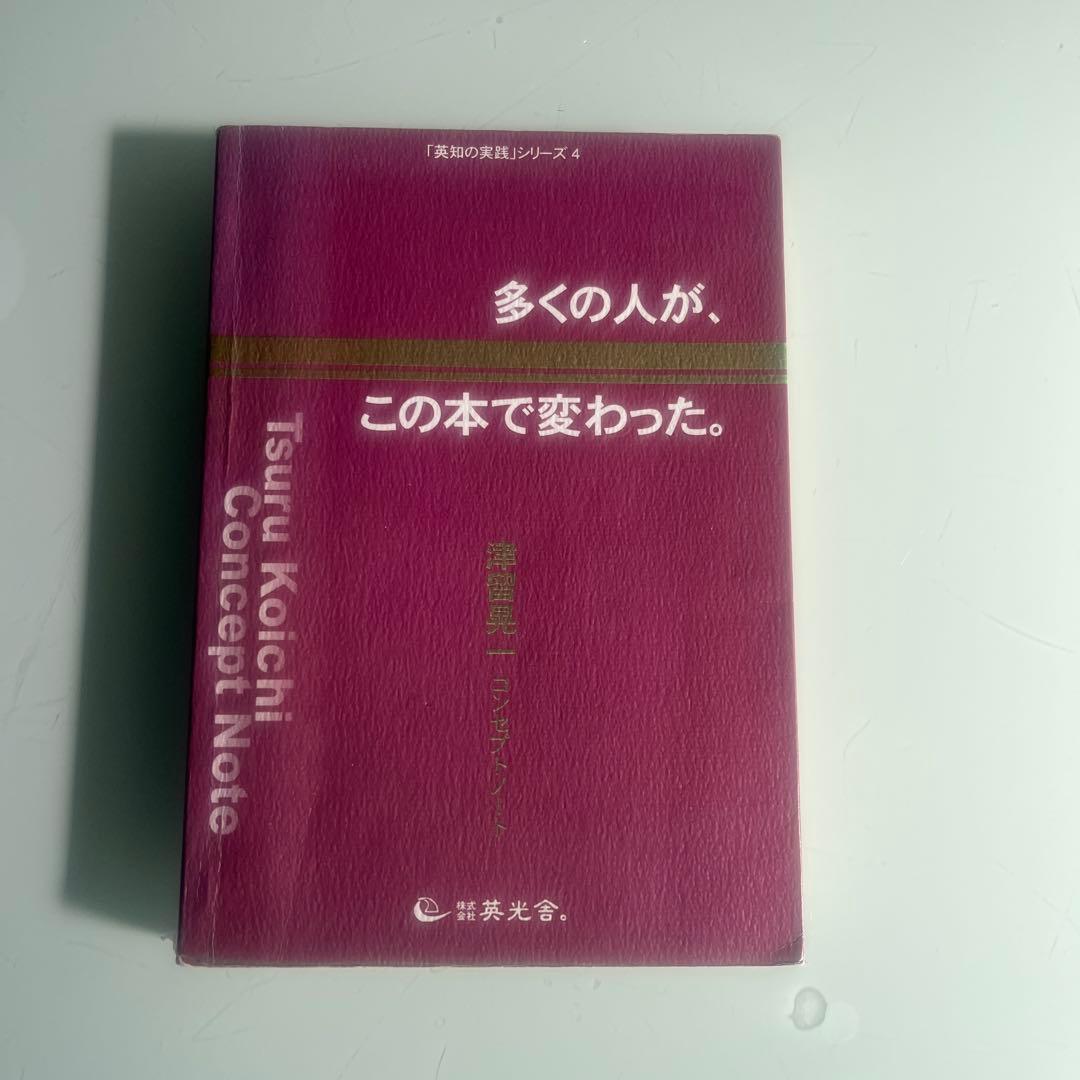 「英知の実践」シリーズ 4
多くの人が、
この本で変わった。
Tsuru Koichi
Comcept Note
津留晃一 コンセプトノート
株式会社 英光舎。